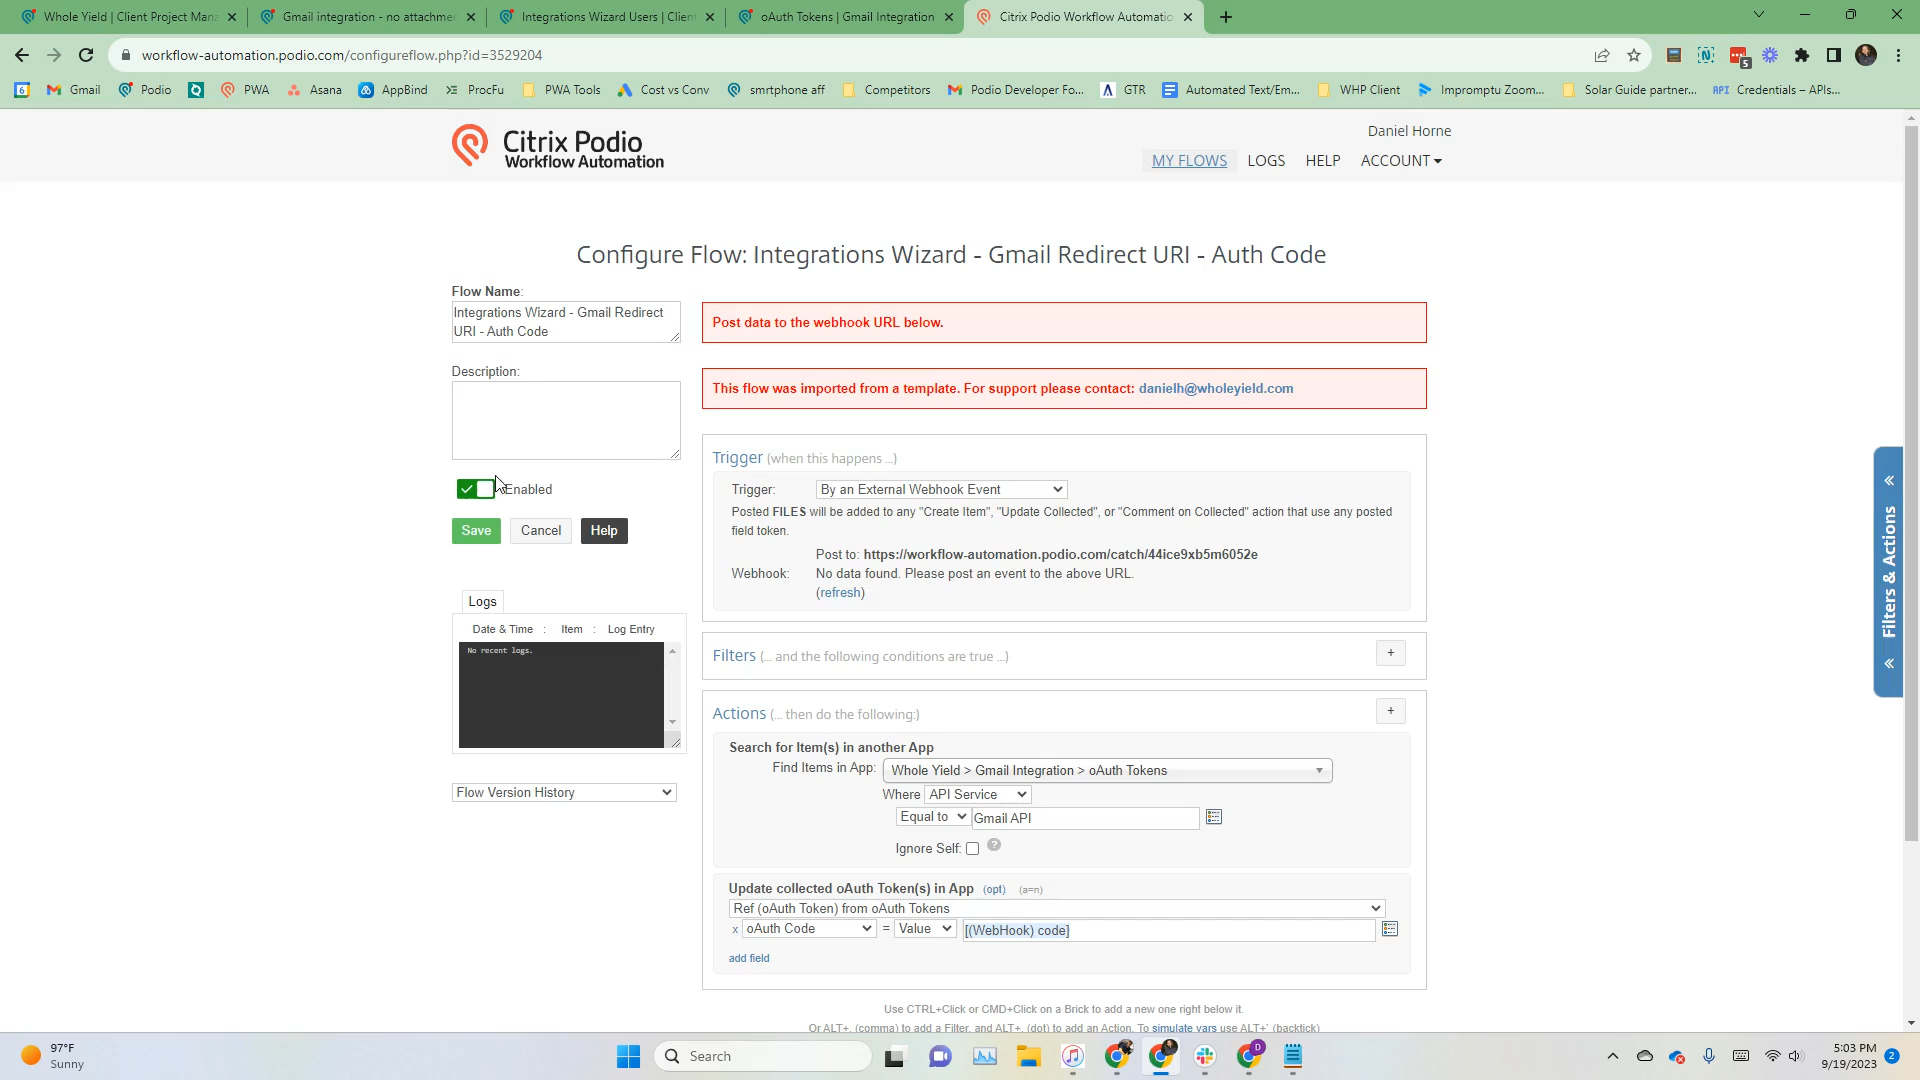 Whole Yield | Client Project Mana
Gmail integration - no attachmen
Integrations Wizard Users | Clien
oAuth Tokens | Gmail Integration
Citrix Podio Workflow Automatio
workflow-automation.podio.com/configureflow.php?id=3529204
5
6
Gmail
Podio
PWA
Asana
AppBind
ProcFu
PWA Tools
Cost vs Conv
smrtphone aff
Competitors
Podio Developer Fo...
GTR
Automated Text/Em...
WHP Client
Impromptu Zoom...
Solar Guide partner...
API Credentials – APIs...
Citrix Podio
Workflow Automation
Daniel Horne
MY FLOWS LOGS HELP ACCOUNT
Configure Flow: Integrations Wizard - Gmail Redirect URI - Auth Code
Flow Name:
Integrations Wizard - Gmail Redirect
URI - Auth Code
Description:
Enabled
Save Cancel Help
Logs
Date & Time : Item : Log Entry
No recent logs.
Flow Version History
Post data to the webhook URL below.
This flow was imported from a template. For support please contact: danielh@wholeyield.com
Trigger (when this happens ...)
Trigger: By an External Webhook Event
Posted FILES will be added to any "Create Item", "Update Collected", or "Comment on Collected" action that use any posted
field token.
Post to: https://workflow-automation.podio.com/catch/44ice9xb5m6052e
Webhook: No data found. Please post an event to the above URL.
(refresh)
Filters (... and the following conditions are true ...)
+
Actions (... then do the following:)
+
Search for Item(s) in another App
Find Items in App: Whole Yield > Gmail Integration > oAuth Tokens
Where API Service
Equal to Gmail API
Ignore Self: ?
Update collected oAuth Token(s) in App (opt) (a=n)
Ref (oAuth Token) from oAuth Tokens
x oAuth Code = Value [(WebHook) code]
add field
Use CTRL+Click or CMD+Click on a Brick to add a new one right below it.
Or ALT+, (comma) to add a Filter, and ALT+. (dot) to add an Action. To simulate vars use ALT+` (backtick)
Filters & Actions
97°F
Sunny
Search
D
5:03 PM
9/19/2023
2